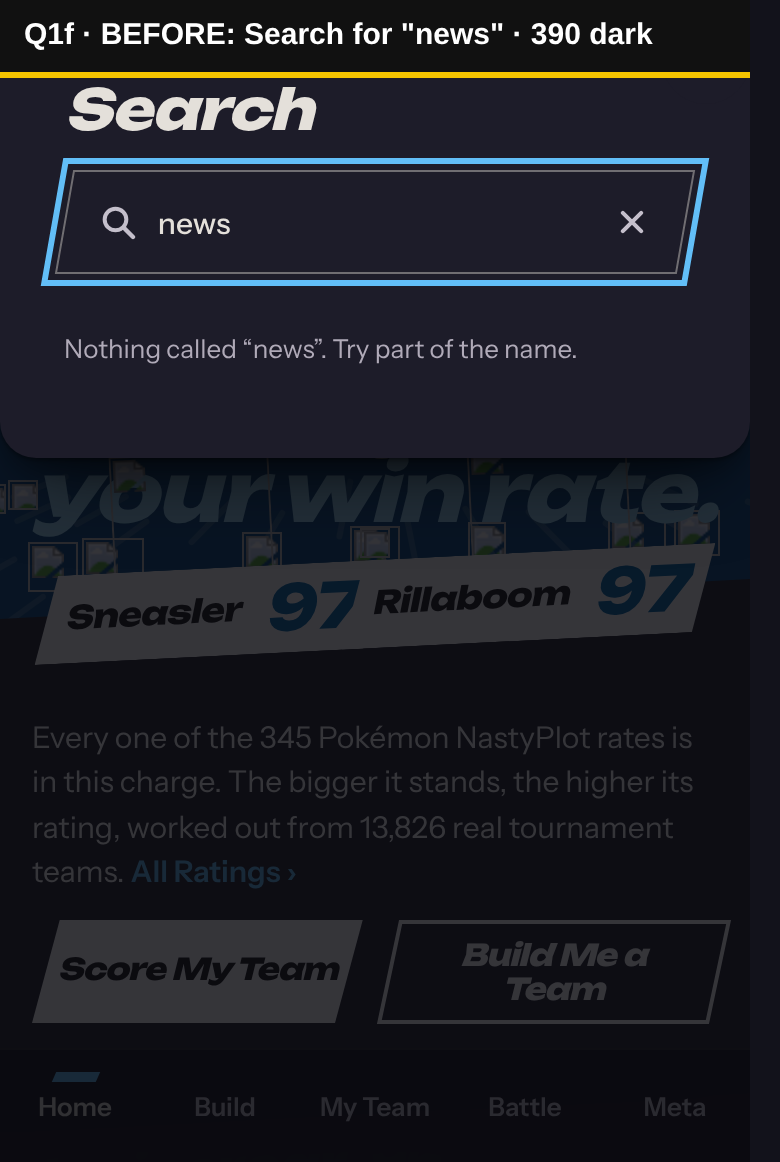 Q1f · BEFORE: Search for "news" · 390 dark
Search
news
Nothing called “news”. Try part of the name.
your win rate.
Sneasler 97 Rillaboom 97
Every one of the 345 Pokémon NastyPlot rates is
in this charge. The bigger it stands, the higher its
rating, worked out from 13,826 real tournament
teams. All Ratings ›
Score My Team
Build Me a
Team
Home Build My Team Battle Meta